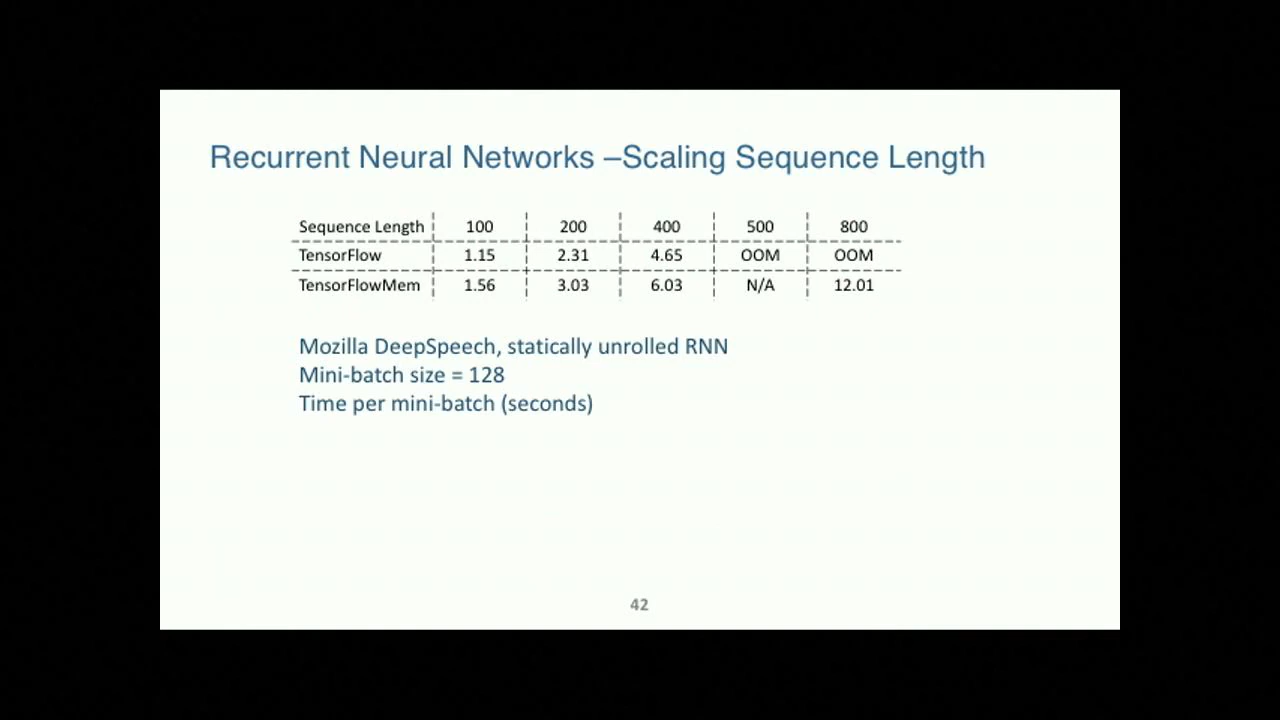 Recurrent Neural Networks –Scaling Sequence Length
Sequence Length 100 200 400 500 800
TensorFlow 1.15 2.31 4.65 OOM OOM
TensorFlowMem 1.56 3.03 6.03 N/A 12.01
Mozilla DeepSpeech, statically unrolled RNN
Mini-batch size = 128
Time per mini-batch (seconds)
42